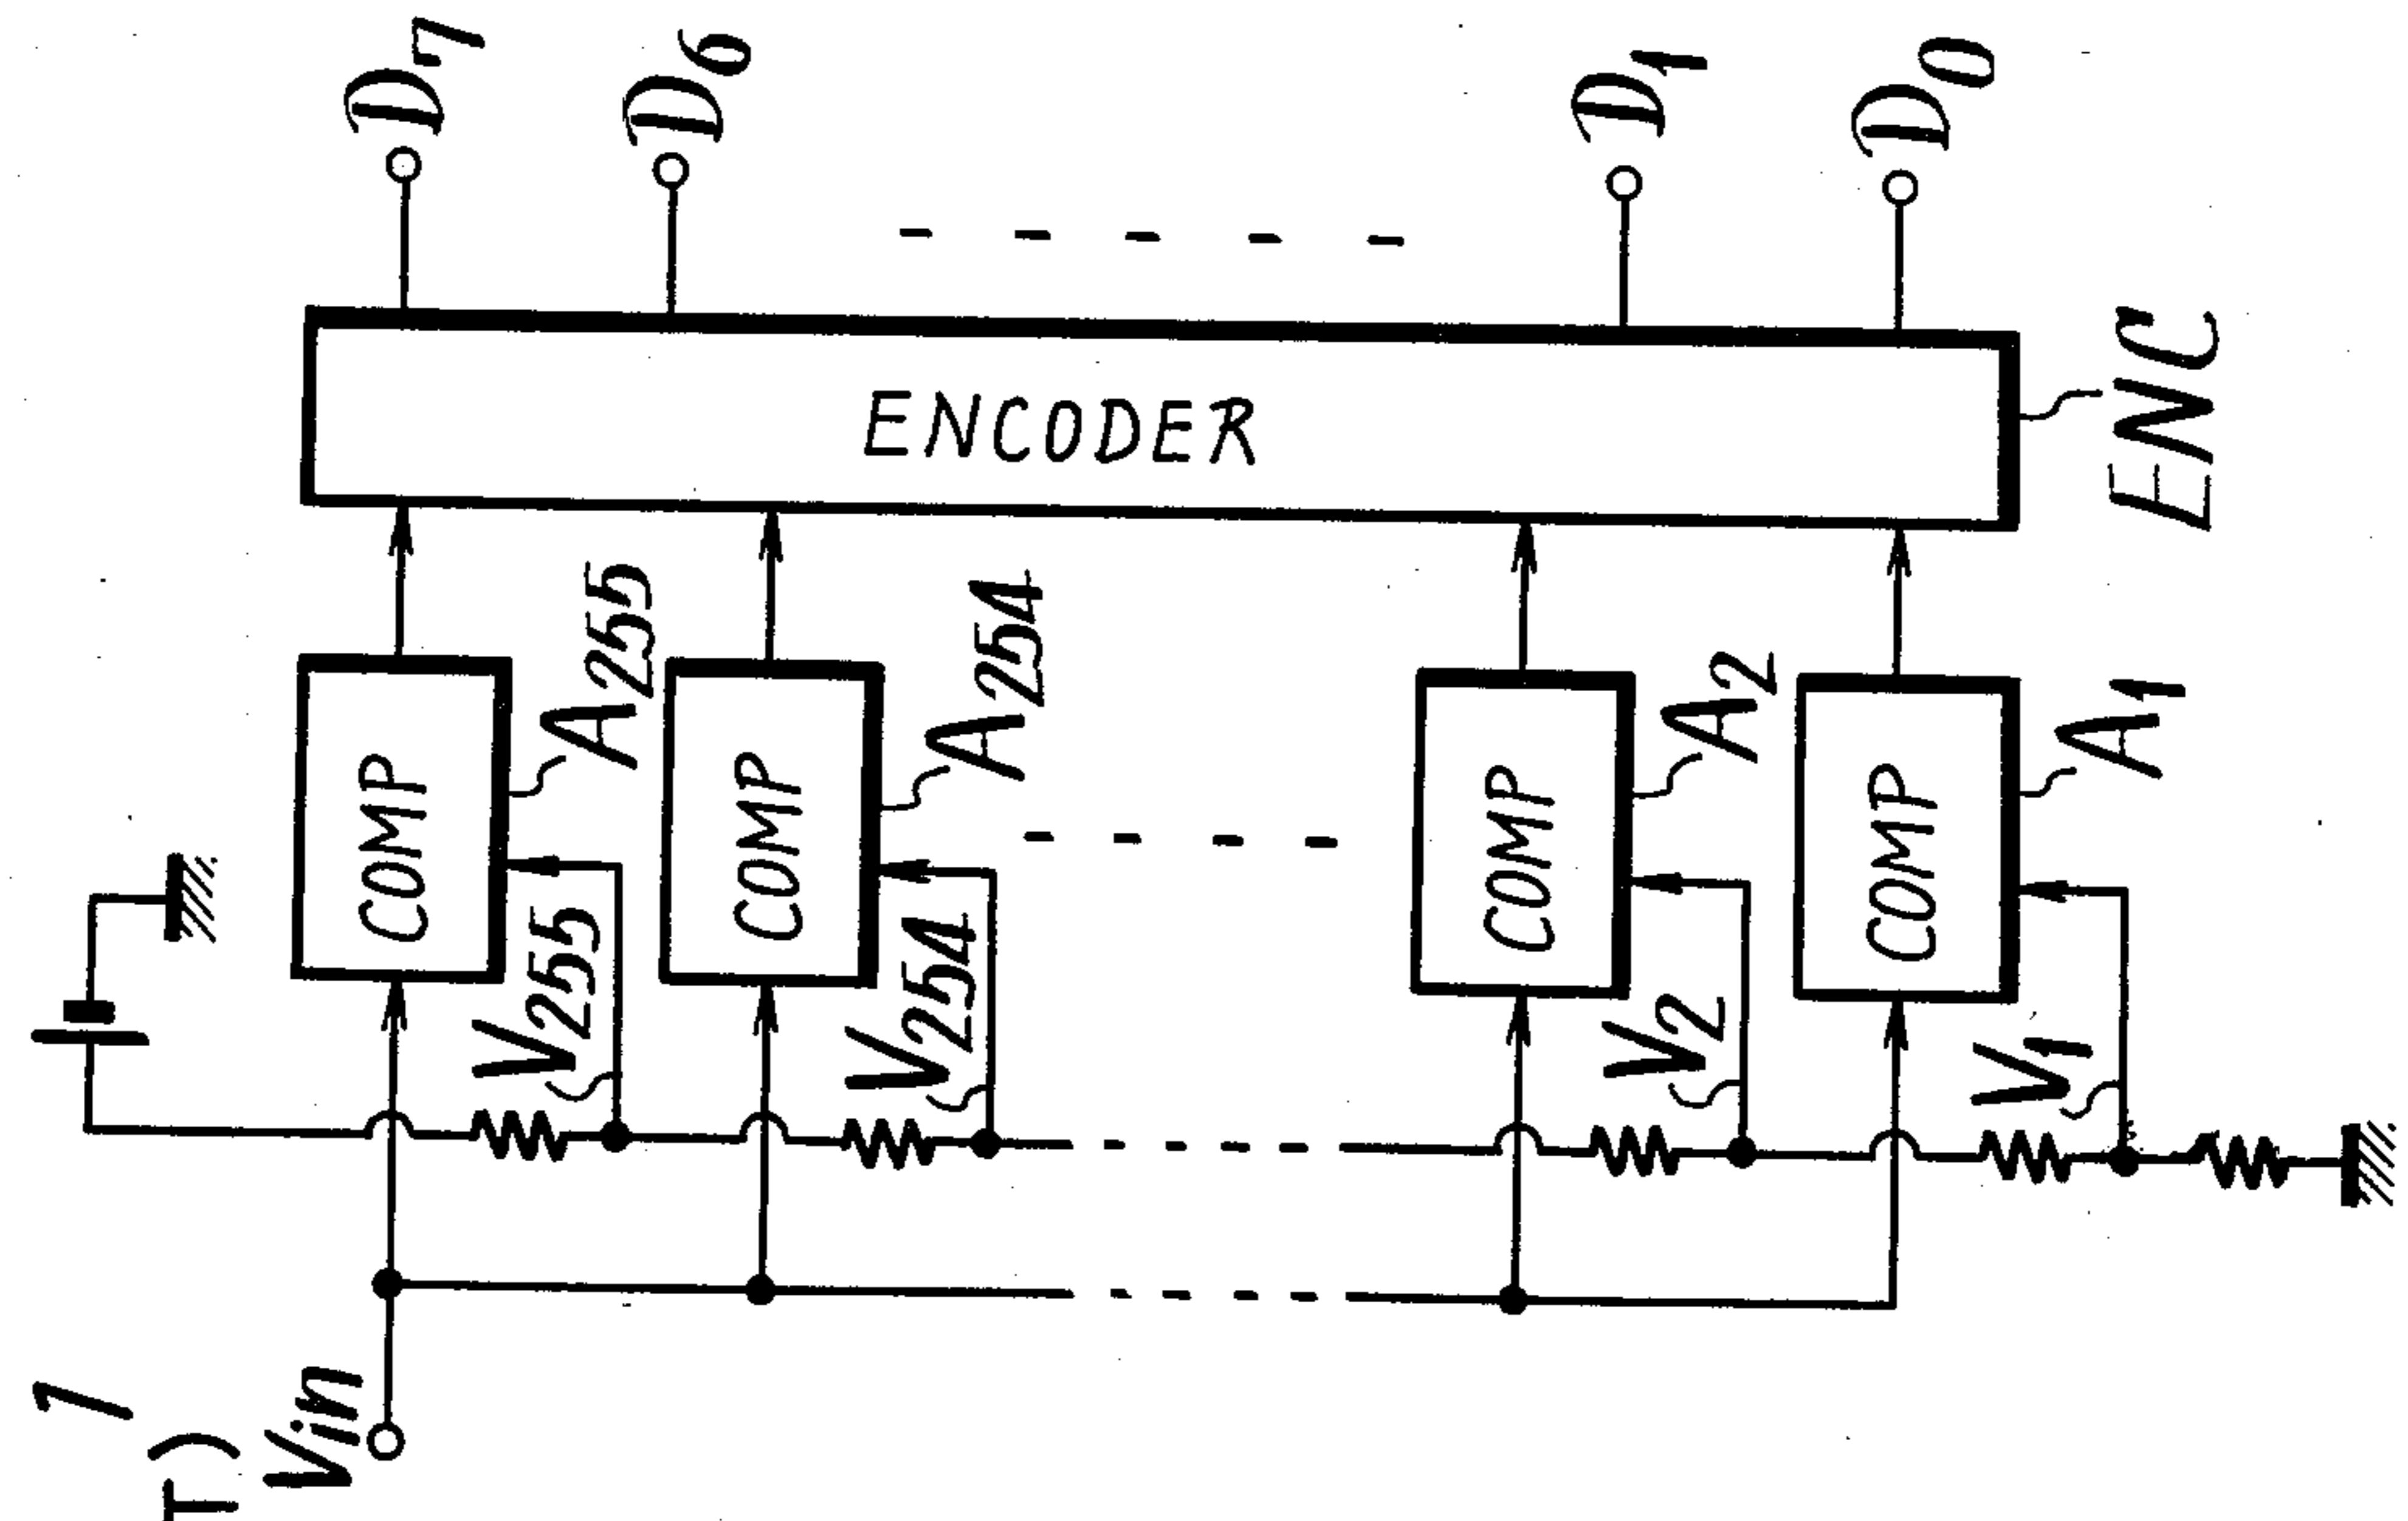 1
T)
Vin
D7
D6
D1
D0
ENCODER
ENC
COMP
A255
COMP
A254
COMP
A2
COMP
A1
V255
V254
V2
V1